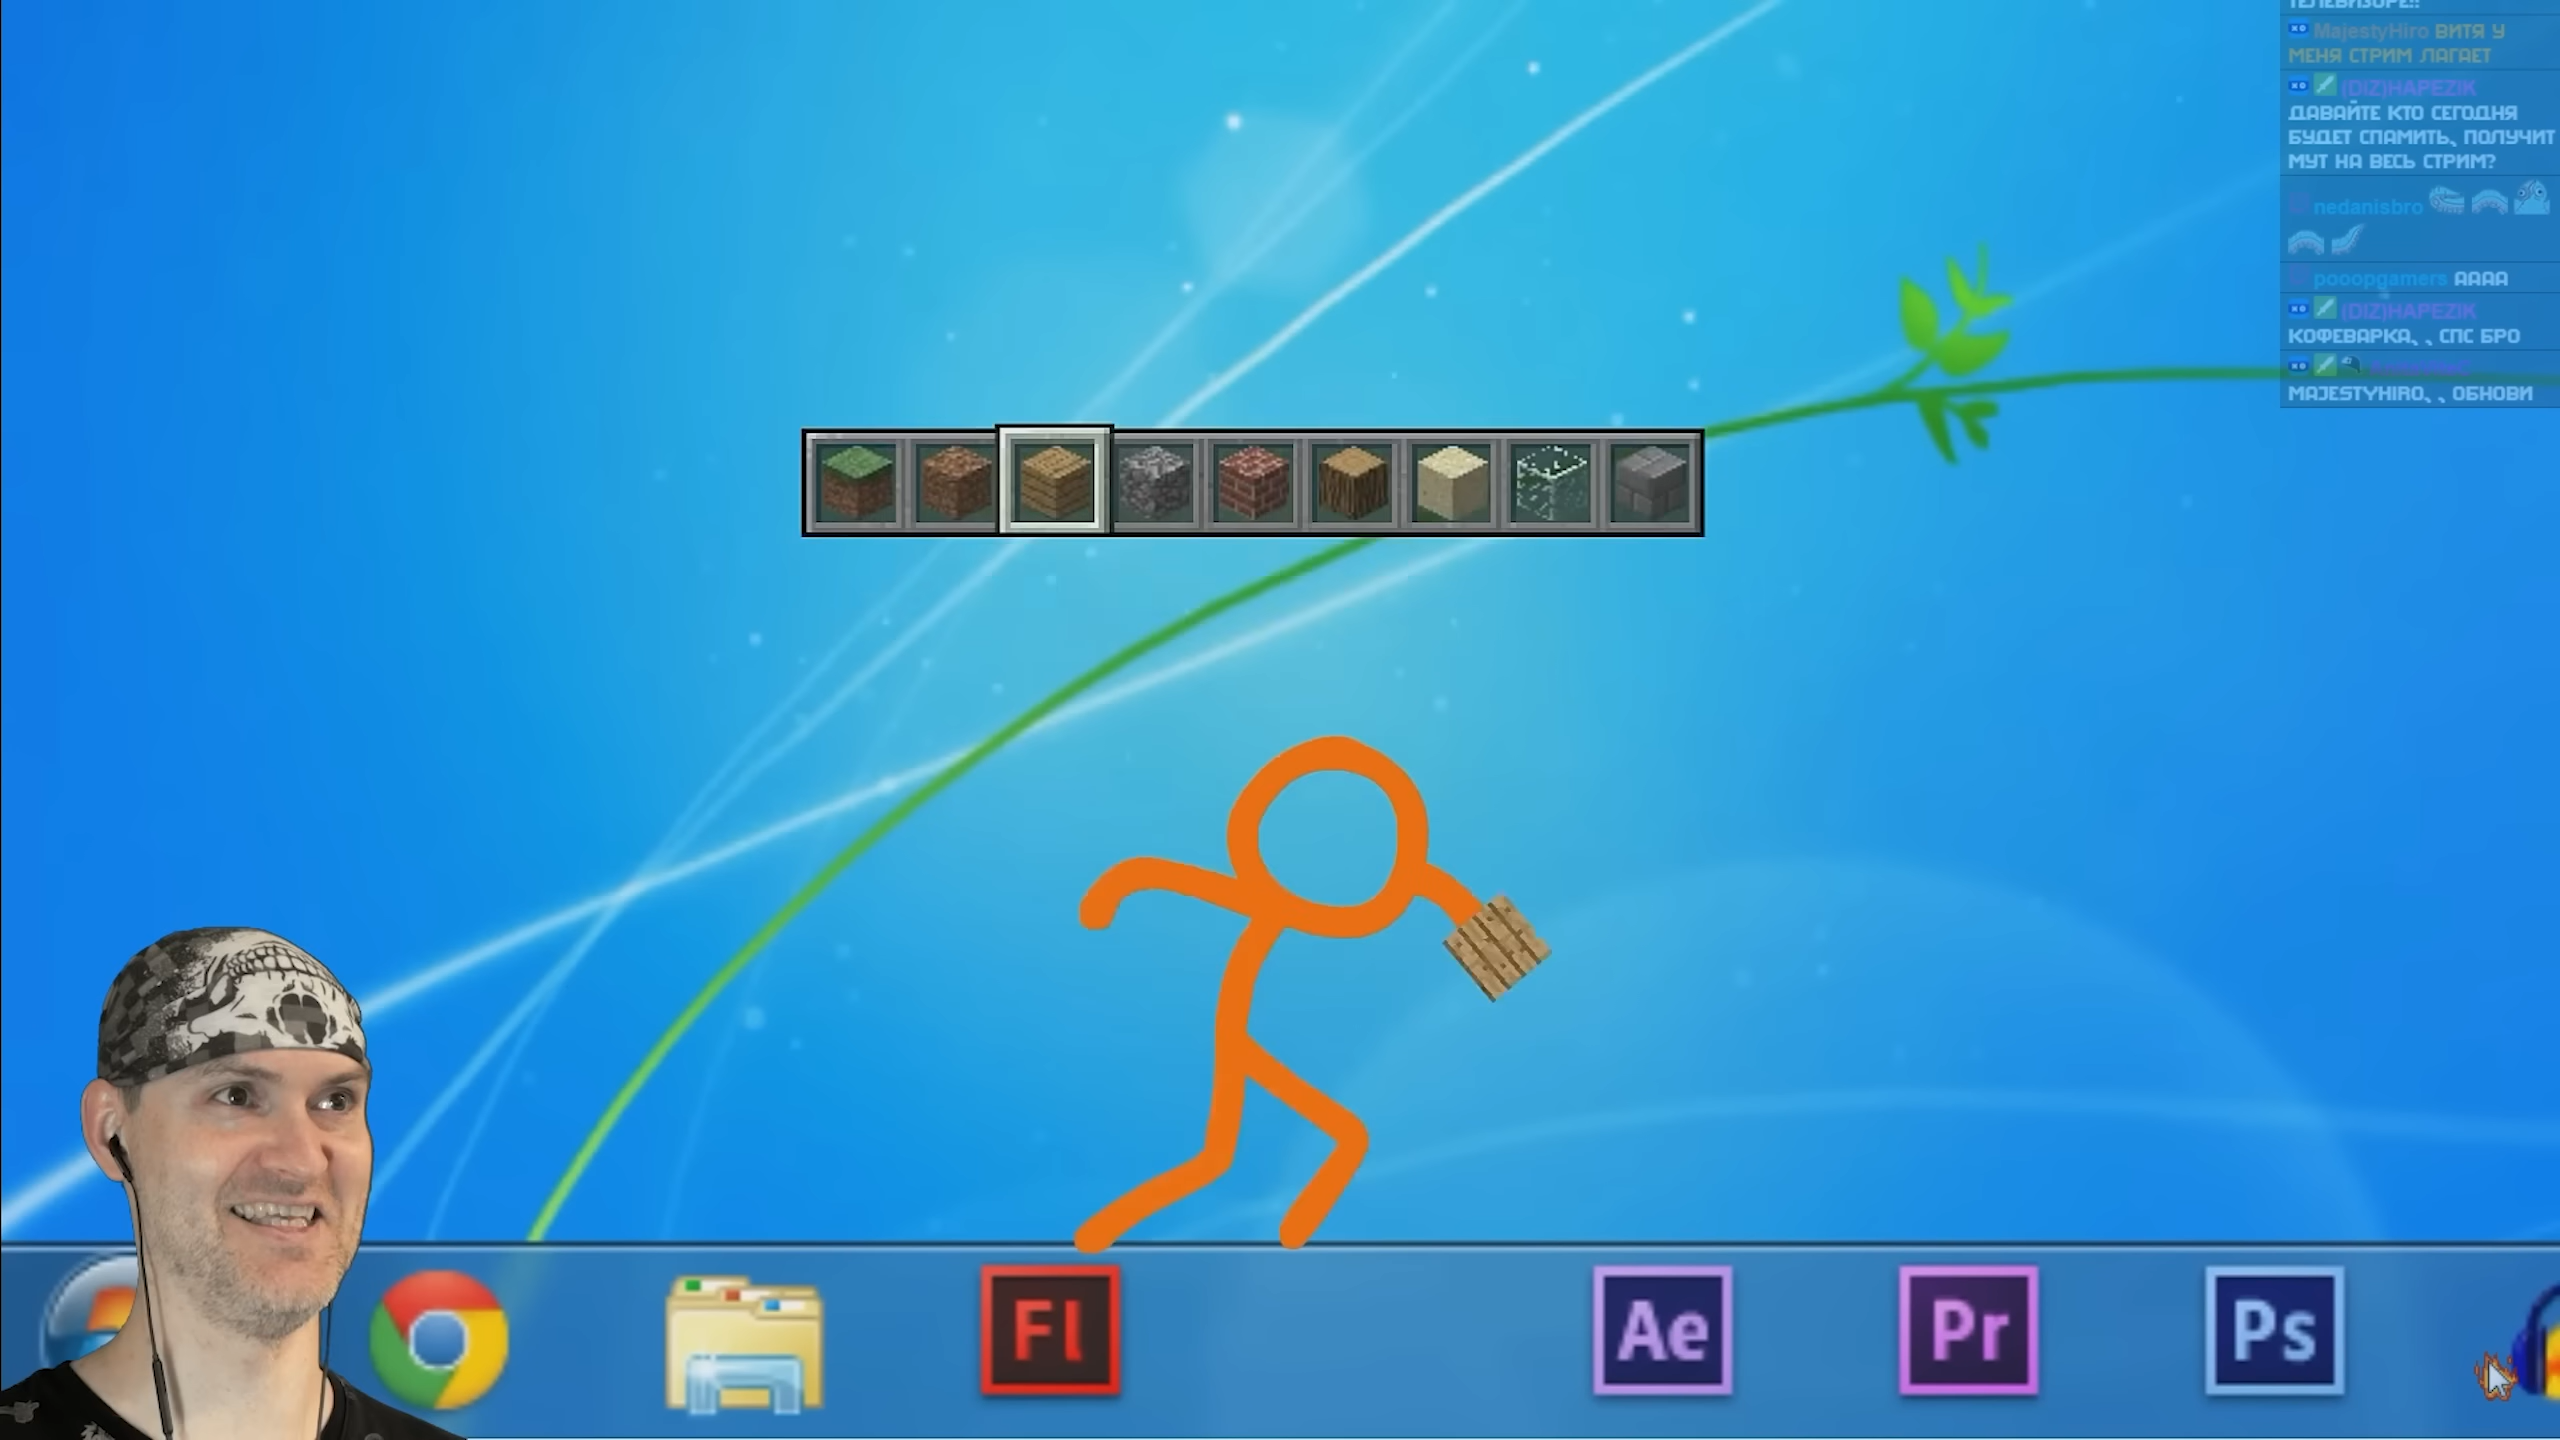 MajestyHiro ВИТЯ У
МЕНЯ СТРИМ ЛАГАЕТ
(DIZ)HAPEZIK
ДАВАЙТЕ КТО СЕГОДНЯ
БУДЕТ СПАМИТЬ, ПОЛУЧИТ
МУТ НА ВЕСЬ СТРИМ?
nedanisbro
pooopgamers АААА
(DIZ)HAPEZIK
КОФЕВАРКА, , СПС БРО
MAJESTYHIRO, , ОБНОВИ
Fl
Ae
Pr
Ps